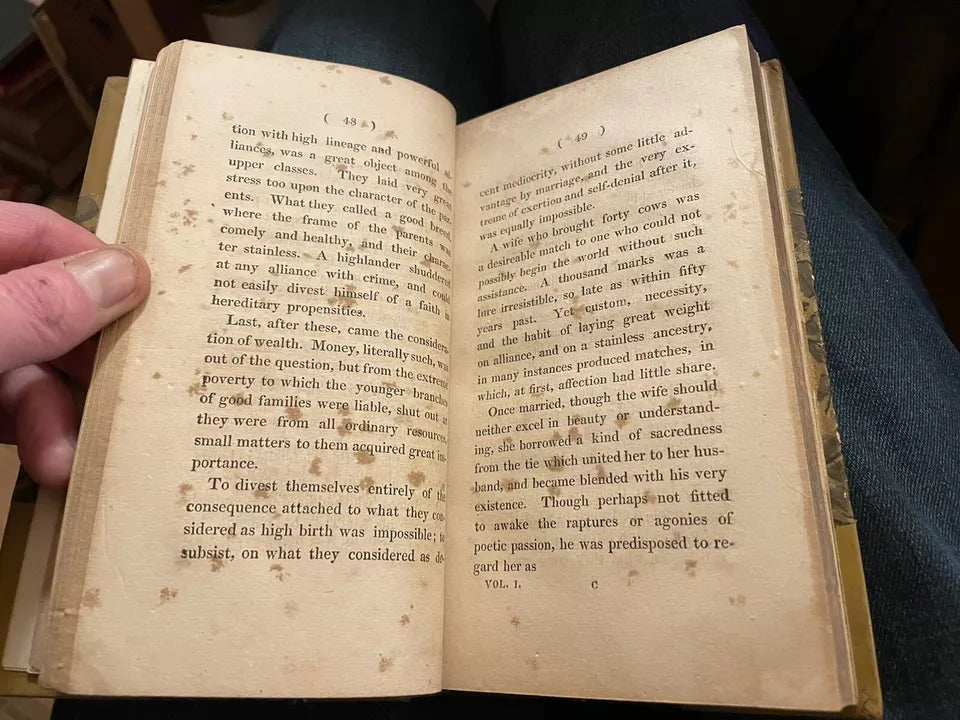 ( 48 )
tion with high lineage and powerful al-
liances, was a great object among the
upper classes. They laid very great
stress too upon the character of the par-
ents. What they called a good breed,
where the frame of the parents was
comely and healthy, and their charac-
ter stainless. A highlander shuddered
at any alliance with crime, and could
not easily divest himself of a faith in
hereditary propensities.
Last, after these, came the considera-
tion of wealth. Money, literally such, was
out of the question, but from the extreme
poverty to which the younger branches
of good families were liable, shut out as
they were from all ordinary resources,
small matters to them acquired great im-
portance.
To divest themselves entirely of the
consequence attached to what they con-
sidered as high birth was impossible; to
subsist, on what they considered as de-
( 49 )
cent mediocrity, without some little ad-
vantage by marriage, and the very ex-
treme of exertion and self-denial after it,
was equally impossible.
A wife who brought forty cows was
a desireable match to one who could not
possibly begin the world without such
assistance. A thousand marks was a
lure irresistible, so late as within fifty
years past. Yet custom, necessity,
and the habit of laying great weight
on alliance, and on a stainless ancestry,
in many instances produced matches, in
which, at first, affection had little share.
Once married, though the wife should
neither excel in beauty or understand-
ing, she borrowed a kind of sacredness
from the tie which united her to her hus-
band, and became blended with his very
existence. Though perhaps not fitted
to awake the raptures or agonies of
poetic passion, he was predisposed to re-
gard her as
VOL. I. C